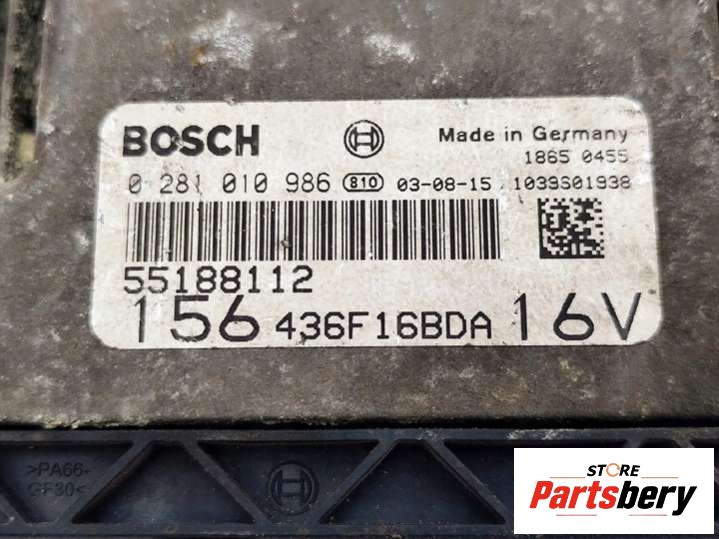 BOSCH Made in Germany
1865 0455
0 281 010 986 810 03-08-15 1039S01938
55188112
156 436F16BDA 16V
>PA66-
GF30<
STORE
Partsbery